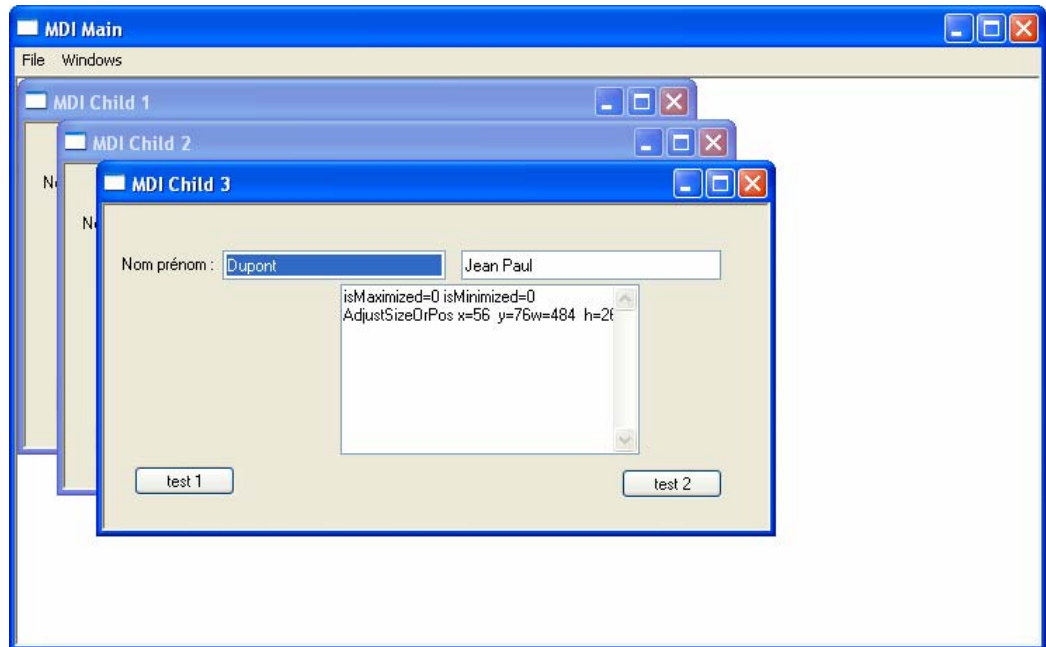 MDI Main
File Windows
MDI Child 1
MDI Child 2
MDI Child 3
Nom prénom : Dupont Jean Paul
isMaximized=0 isMinimized=0
AdjustSizeOrPos x=56 y=76w=484 h=26
test 1 test 2